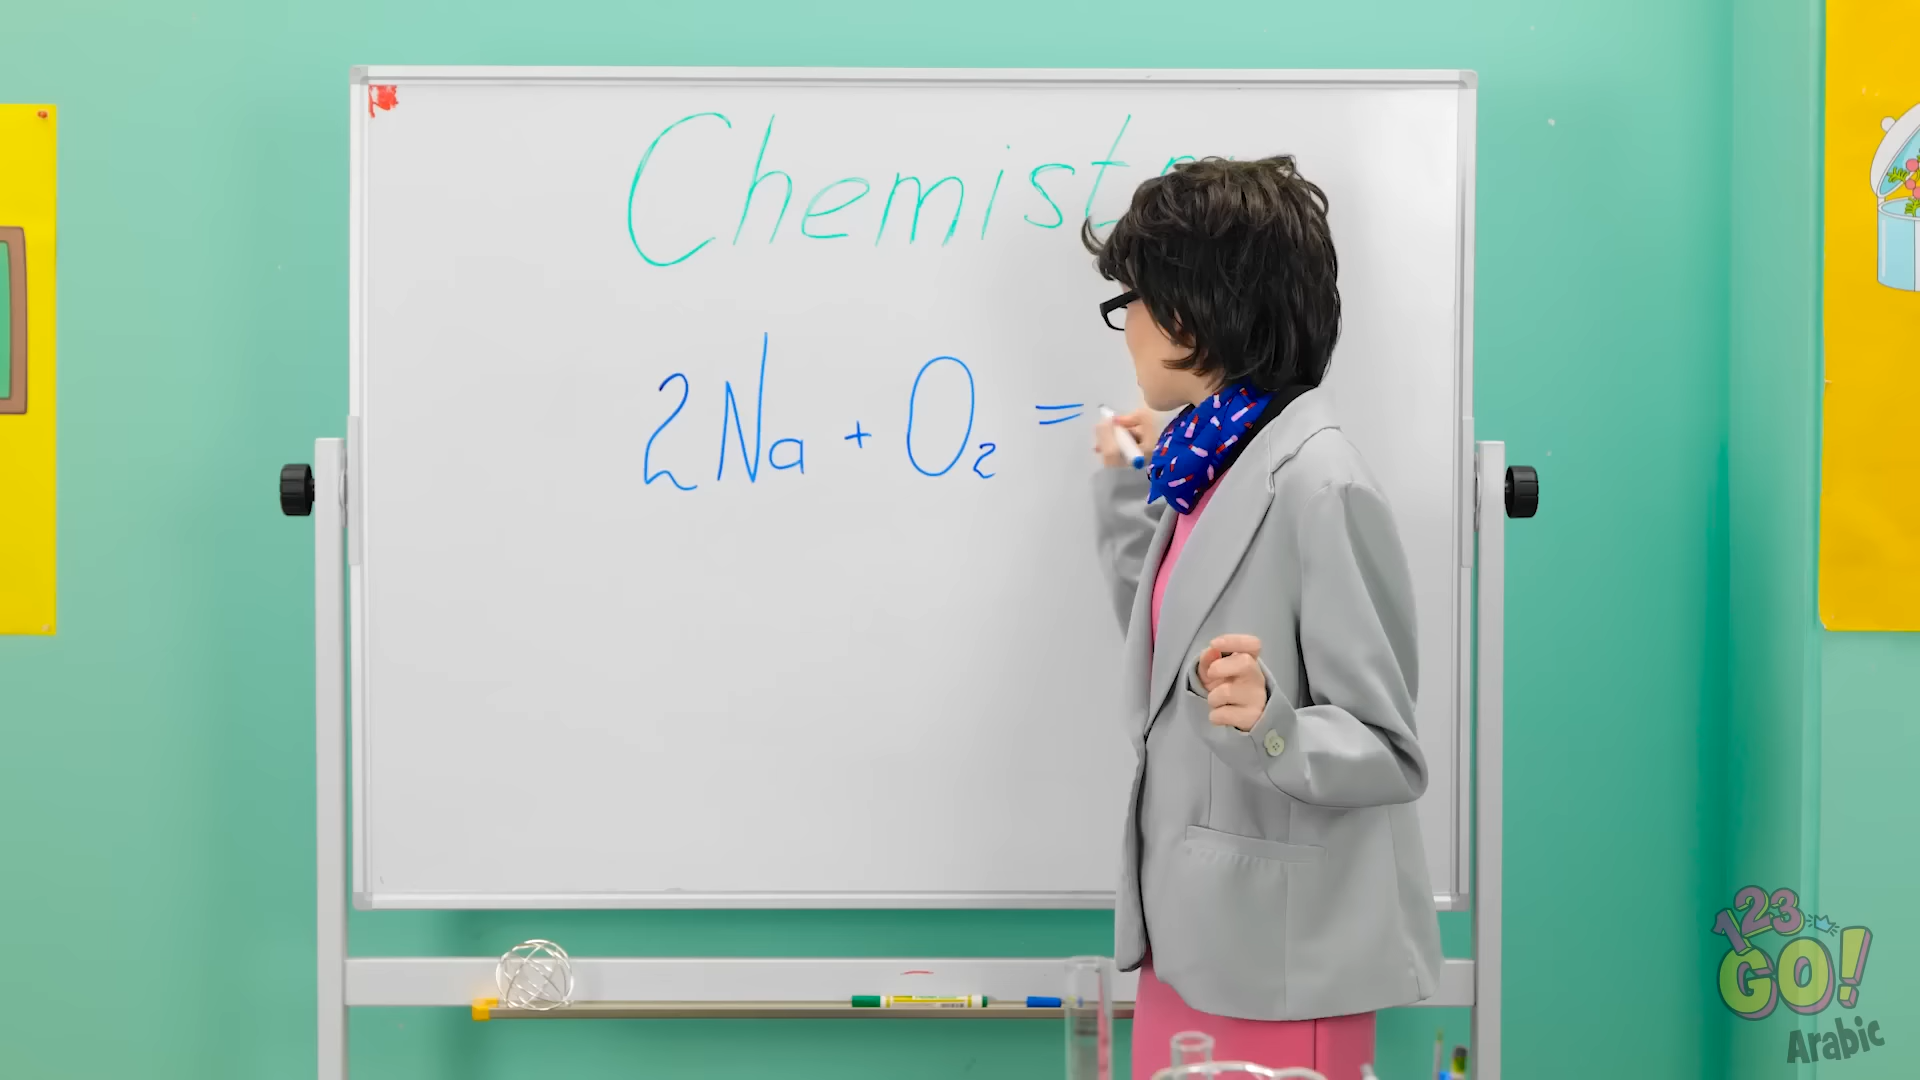 Chemist
2Na + O₂ =
123
GO!
Arabic